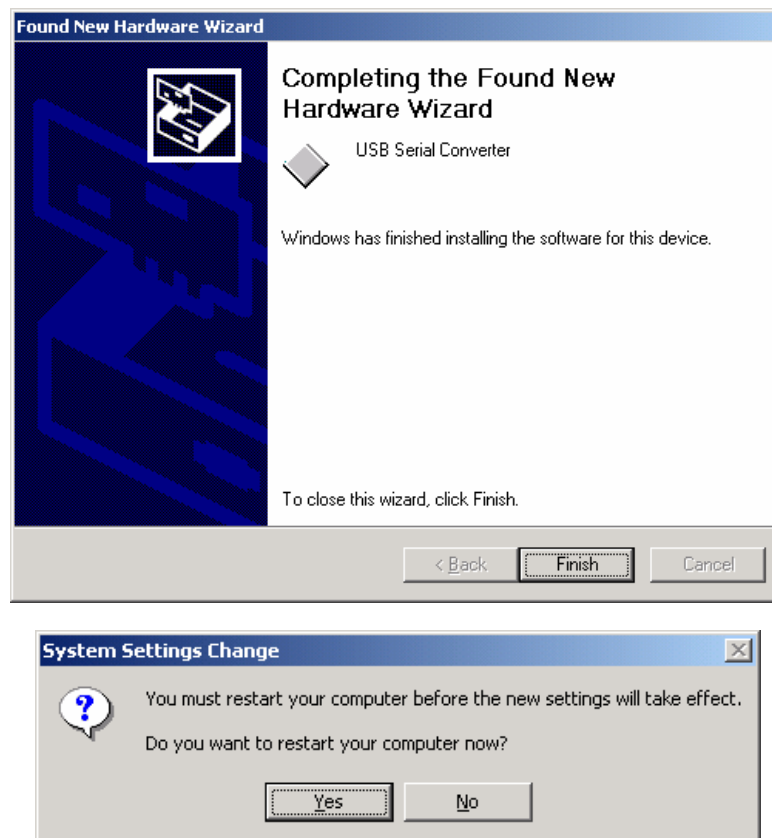 Found New Hardware Wizard
Completing the Found New
Hardware Wizard
USB Serial Converter
Windows has finished installing the software for this device.
To close this wizard, click Finish.
< Back Finish Cancel
System Settings Change
You must restart your computer before the new settings will take effect.
Do you want to restart your computer now?
Yes No